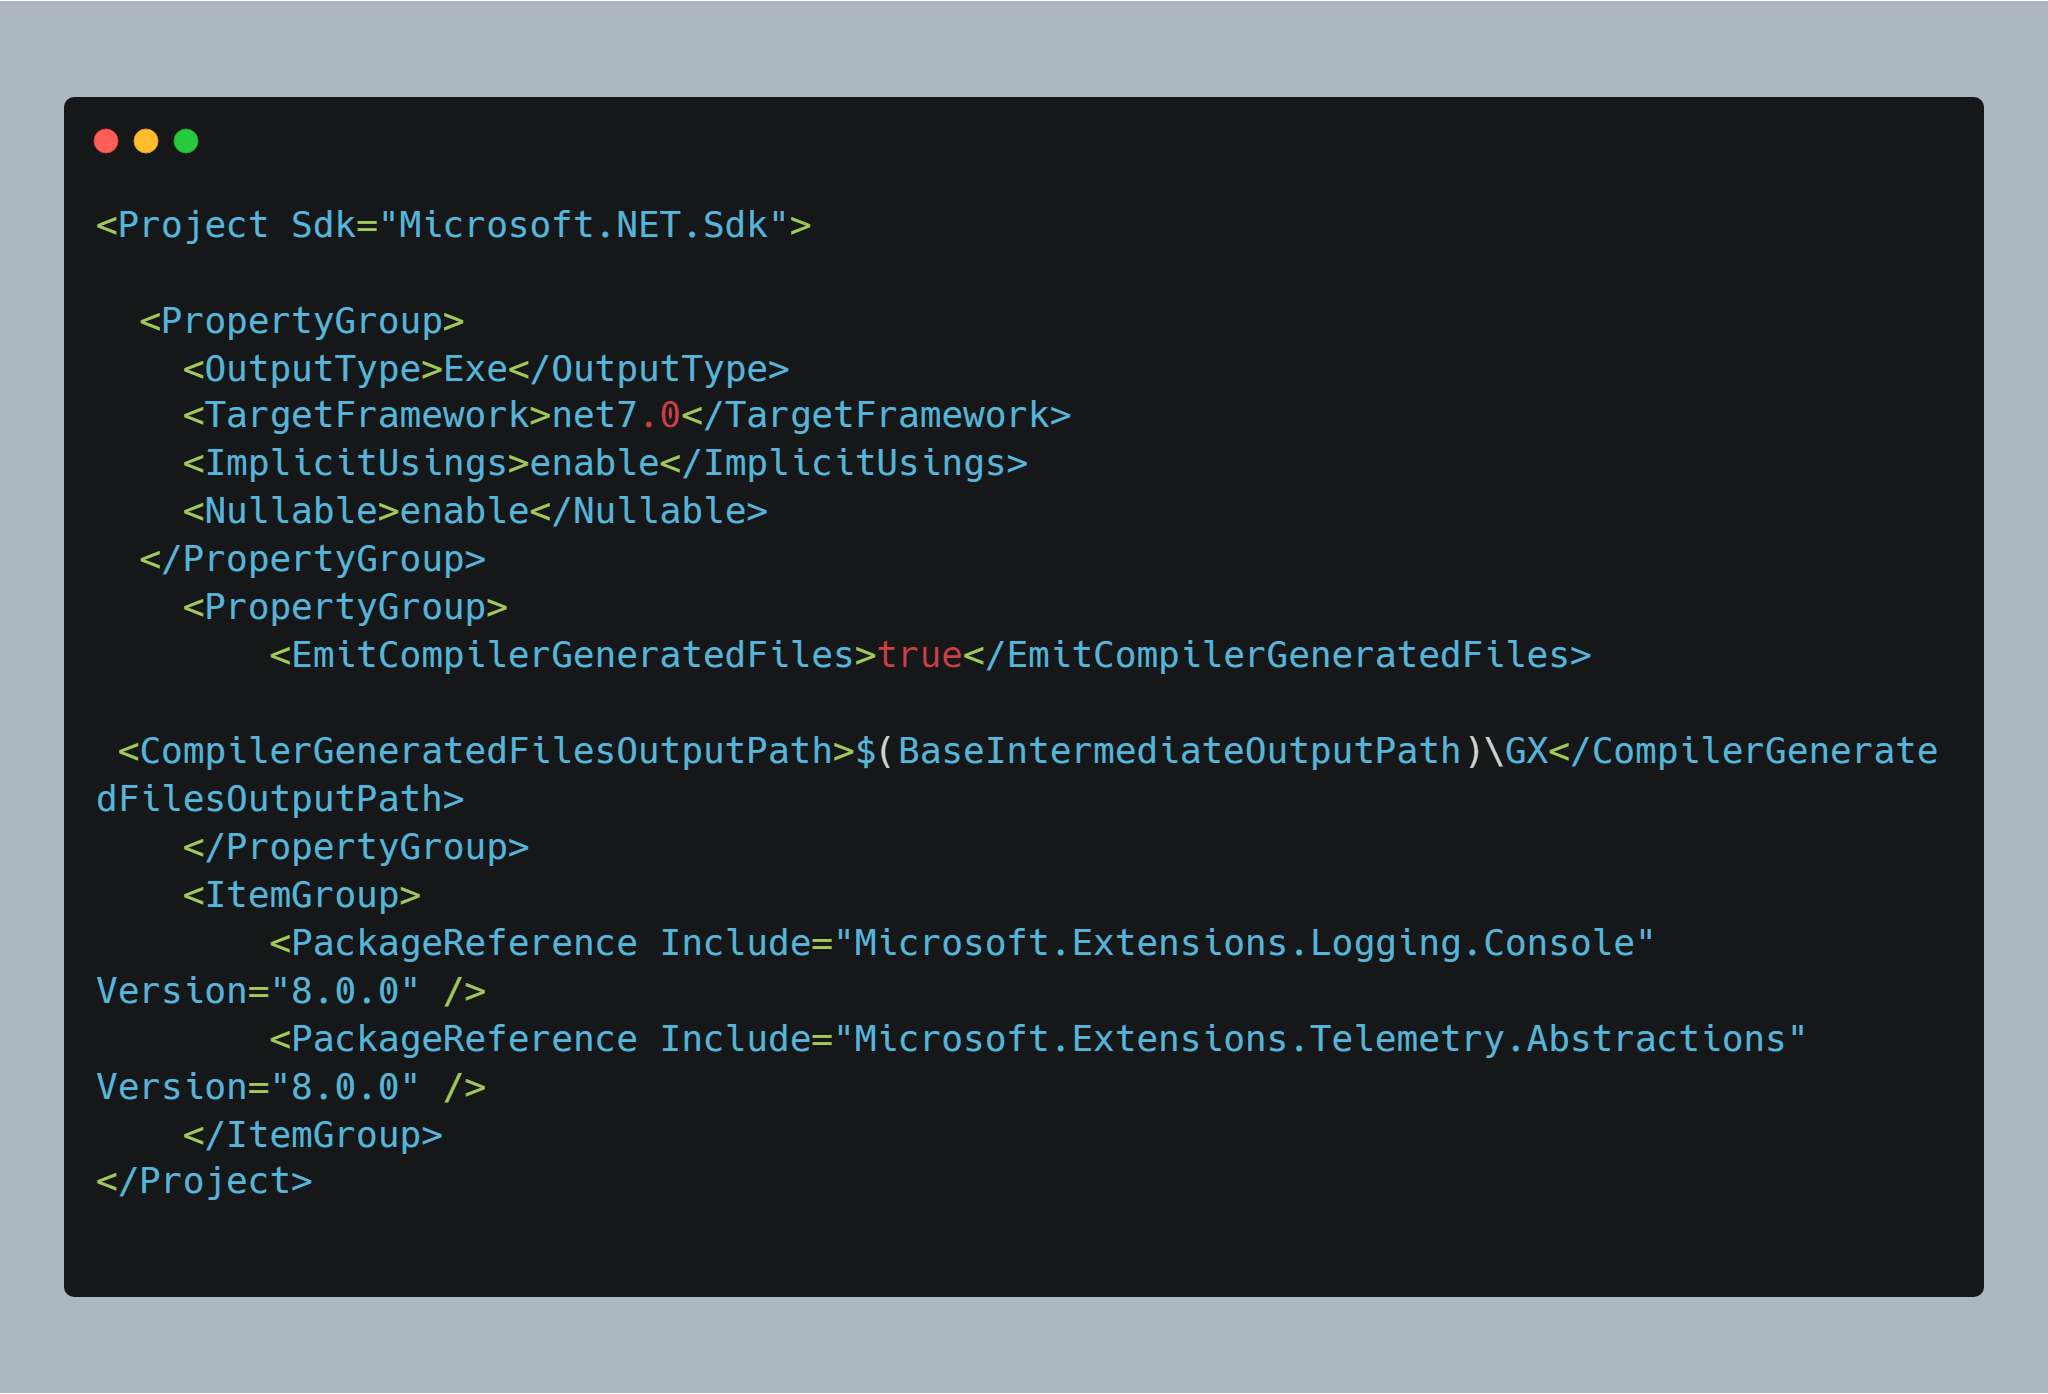 <Project Sdk="Microsoft.NET.Sdk">
  <PropertyGroup>
    <OutputType>Exe</OutputType>
    <TargetFramework>net7.0</TargetFramework>
    <ImplicitUsings>enable</ImplicitUsings>
    <Nullable>enable</Nullable>
  </PropertyGroup>
    <PropertyGroup>
        <EmitCompilerGeneratedFiles>true</EmitCompilerGeneratedFiles>
 <CompilerGeneratedFilesOutputPath>$(BaseIntermediateOutputPath)\GX</CompilerGenerate
dFilesOutputPath>
    </PropertyGroup>
    <ItemGroup>
        <PackageReference Include="Microsoft.Extensions.Logging.Console"
Version="8.0.0" />
        <PackageReference Include="Microsoft.Extensions.Telemetry.Abstractions"
Version="8.0.0" />
    </ItemGroup>
</Project>